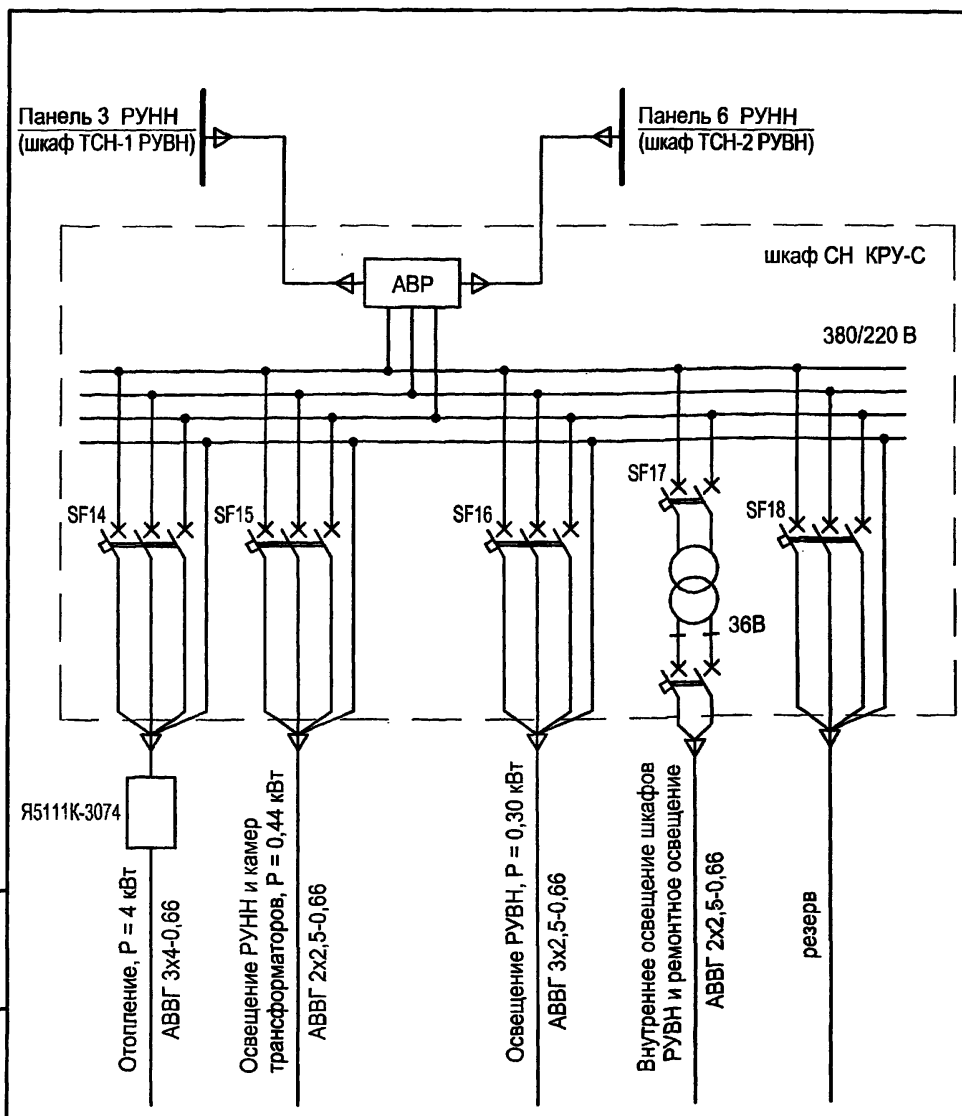 Панель 3 РУНН
(шкаф ТСН-1 РУВН)
Панель 6 РУНН
(шкаф ТСН-2 РУВН)
шкаф СН КРУ-С
АВР
380/220 В
SF14
SF15
SF16
SF17
SF18
36В
Я5111К-3074
Отопление, Р = 4 кВт
АВВГ 3х4-0,66
Освещение РУНН и камер
трансформаторов, Р = 0,44 кВт
АВВГ 2х2,5-0,66
Освещение РУВН, Р = 0,30 кВт
АВВГ 3х2,5-0,66
Внутреннее освещение шкафов
РУВН и ремонтное освещение
АВВГ 2х2,5-0,66
резерв